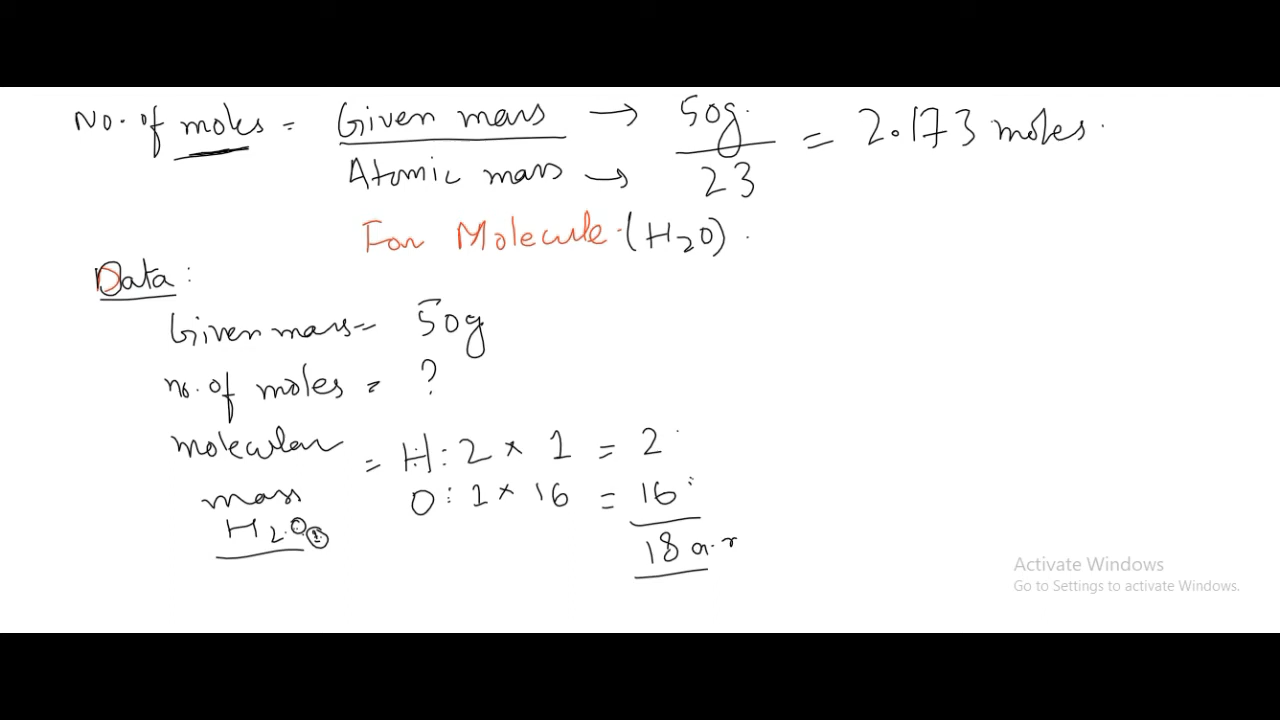 No. of moles = Given mass → 50g. = 2.173 moles.
Atomic mass → 23
For Molecule. (H2O).
Data:
Given mass = 50g
no. of moles = ?
molecular = H: 2 × 1 = 2
mass O: 1 × 16 = 16
H2O1
18
Activate Windows
Go to Settings to activate Windows.